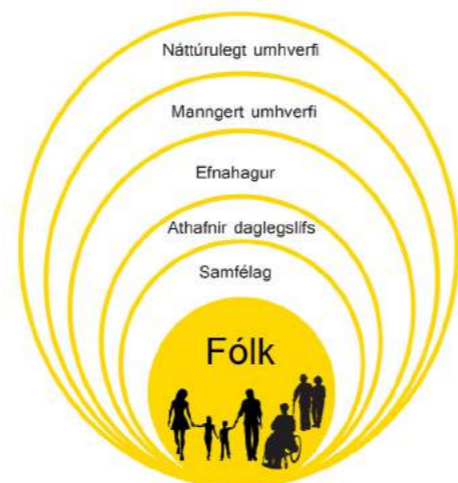 Náttúrulegt umhverfi
Manngert umhverfi
Efnahagur
Athafnir daglegslífs
Samfélag
Fólk